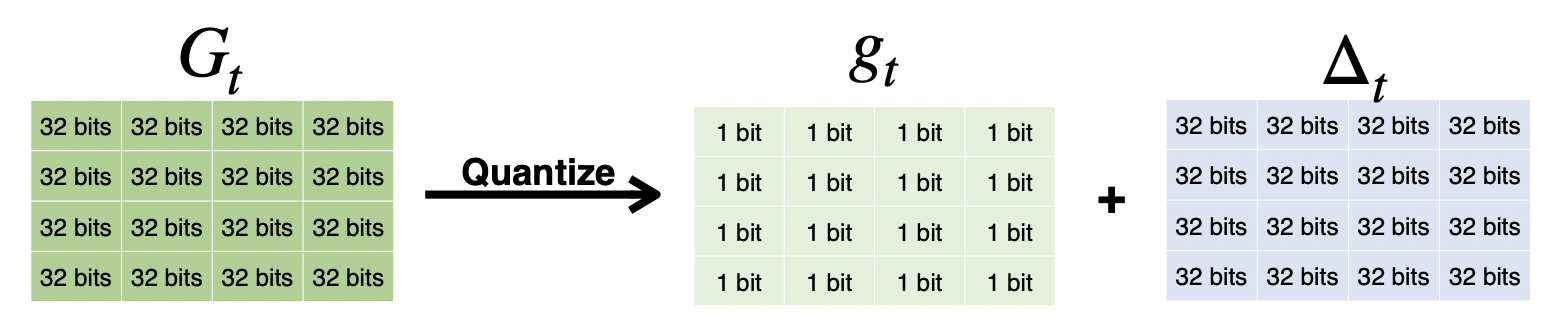 G_t g_t Δ_t
32 bits 32 bits 32 bits 32 bits 1 bit 1 bit 1 bit 1 bit 32 bits 32 bits 32 bits 32 bits
32 bits 32 bits 32 bits 32 bits Quantize 1 bit 1 bit 1 bit 1 bit + 32 bits 32 bits 32 bits 32 bits
32 bits 32 bits 32 bits 32 bits 1 bit 1 bit 1 bit 1 bit 32 bits 32 bits 32 bits 32 bits
32 bits 32 bits 32 bits 32 bits 1 bit 1 bit 1 bit 1 bit 32 bits 32 bits 32 bits 32 bits